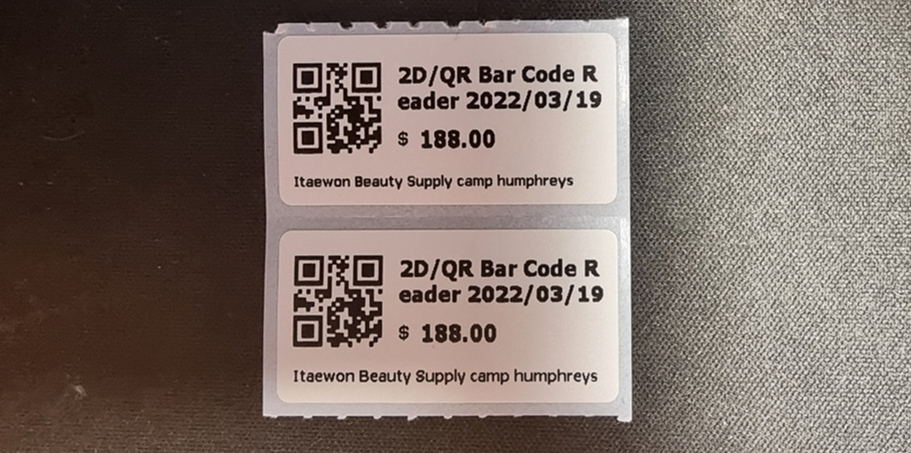 2D/QR Bar Code R
eader 2022/03/19
$ 188.00
Itaewon Beauty Supply camp humphreys
2D/QR Bar Code R
eader 2022/03/19
$ 188.00
Itaewon Beauty Supply camp humphreys